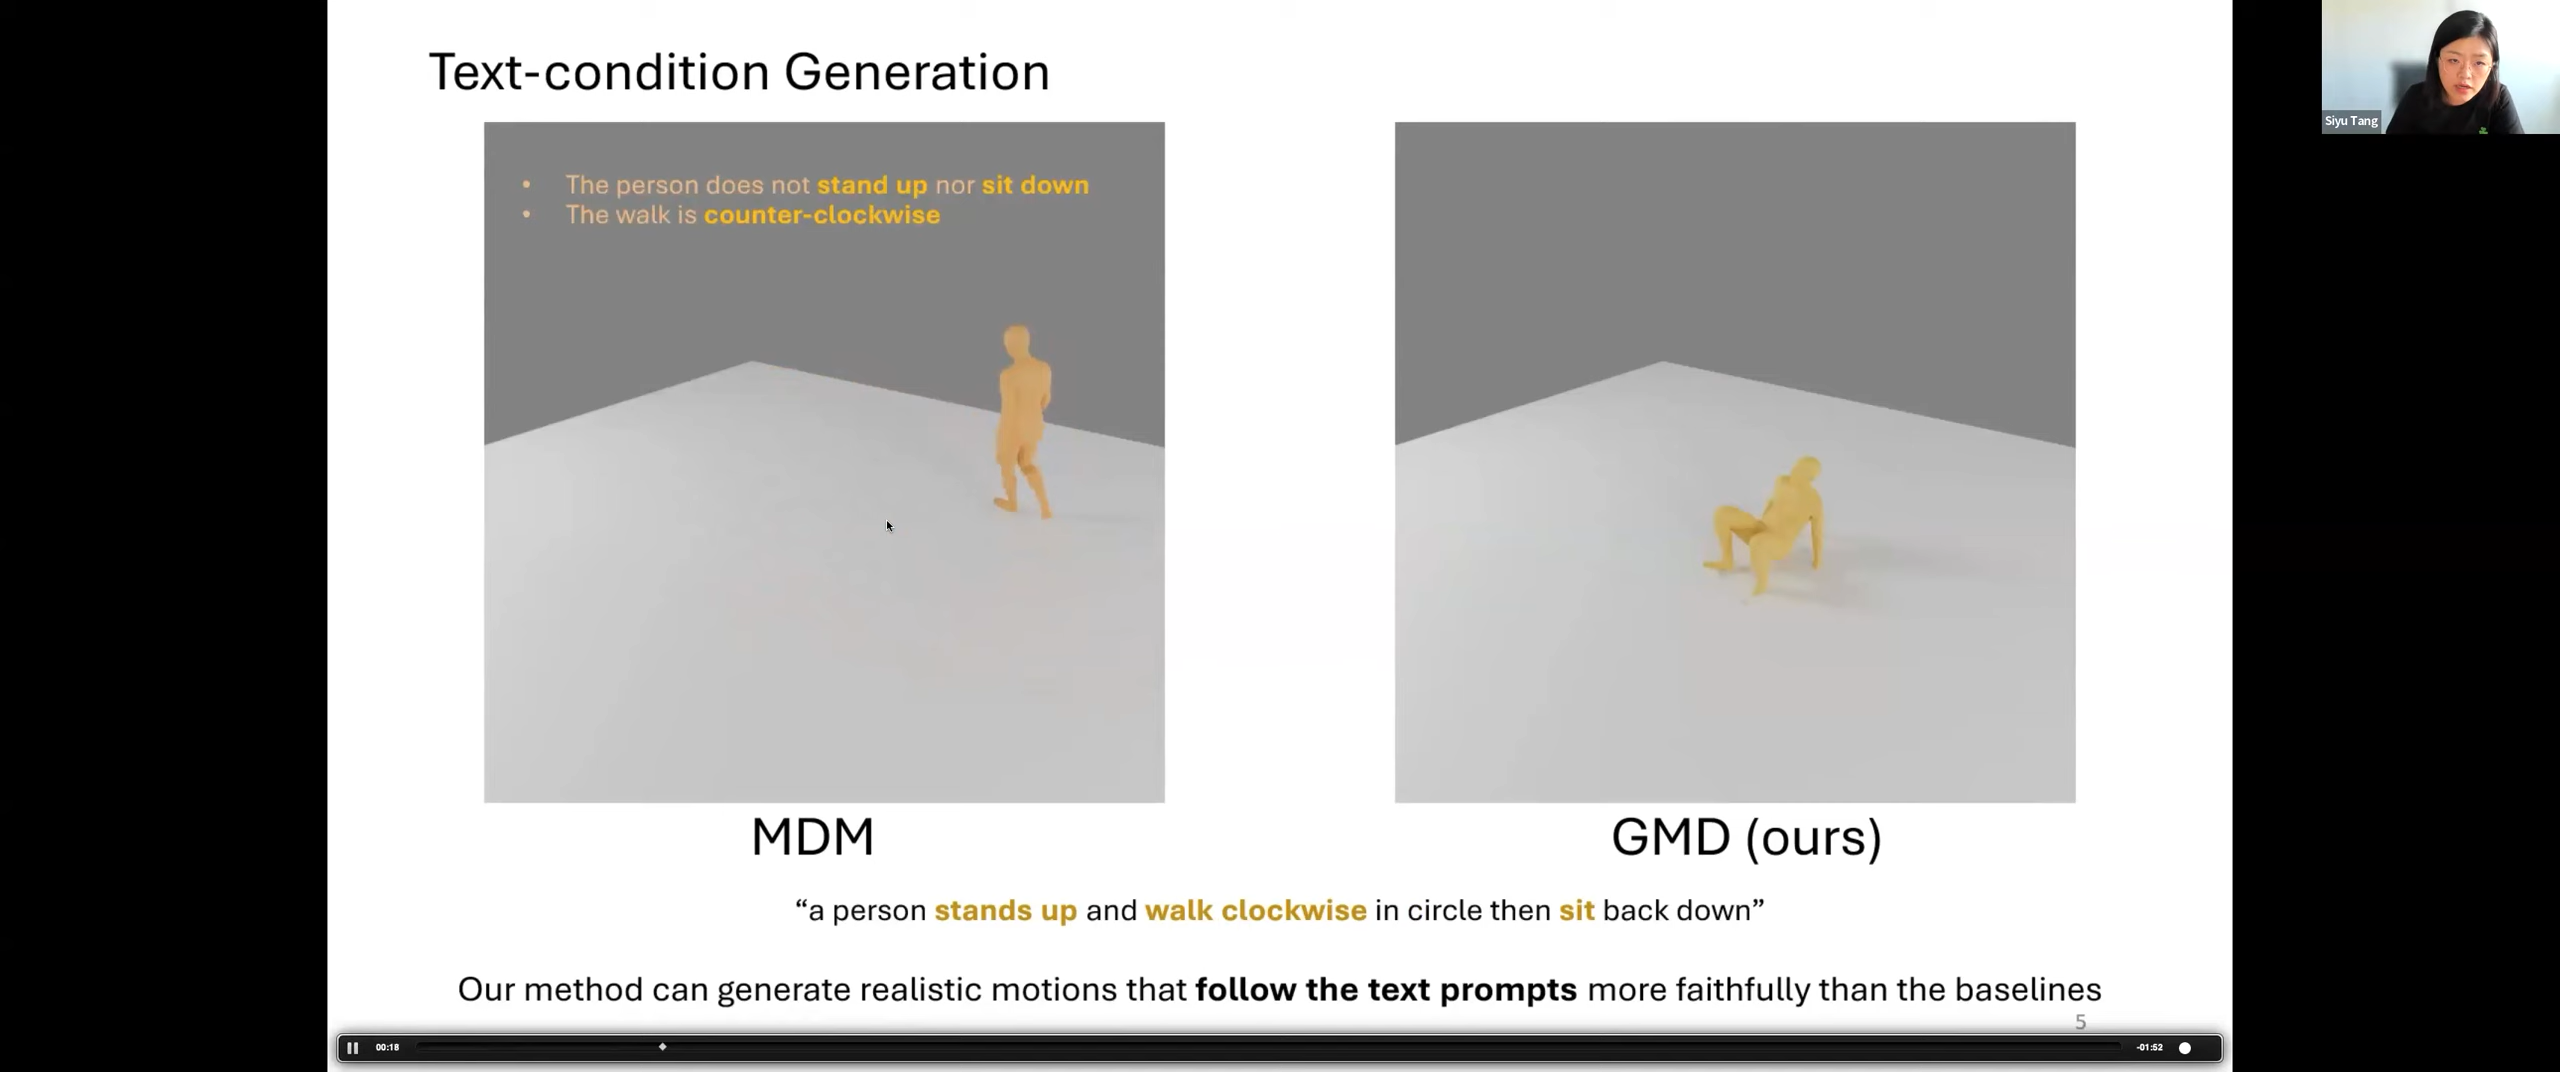 Text-condition Generation
Siyu Tang
• The person does not stand up nor sit down
• The walk is counter-clockwise
MDM
GMD (ours)
“a person stands up and walk clockwise in circle then sit back down”
Our method can generate realistic motions that follow the text prompts more faithfully than the baselines
5
00:18
-01:52